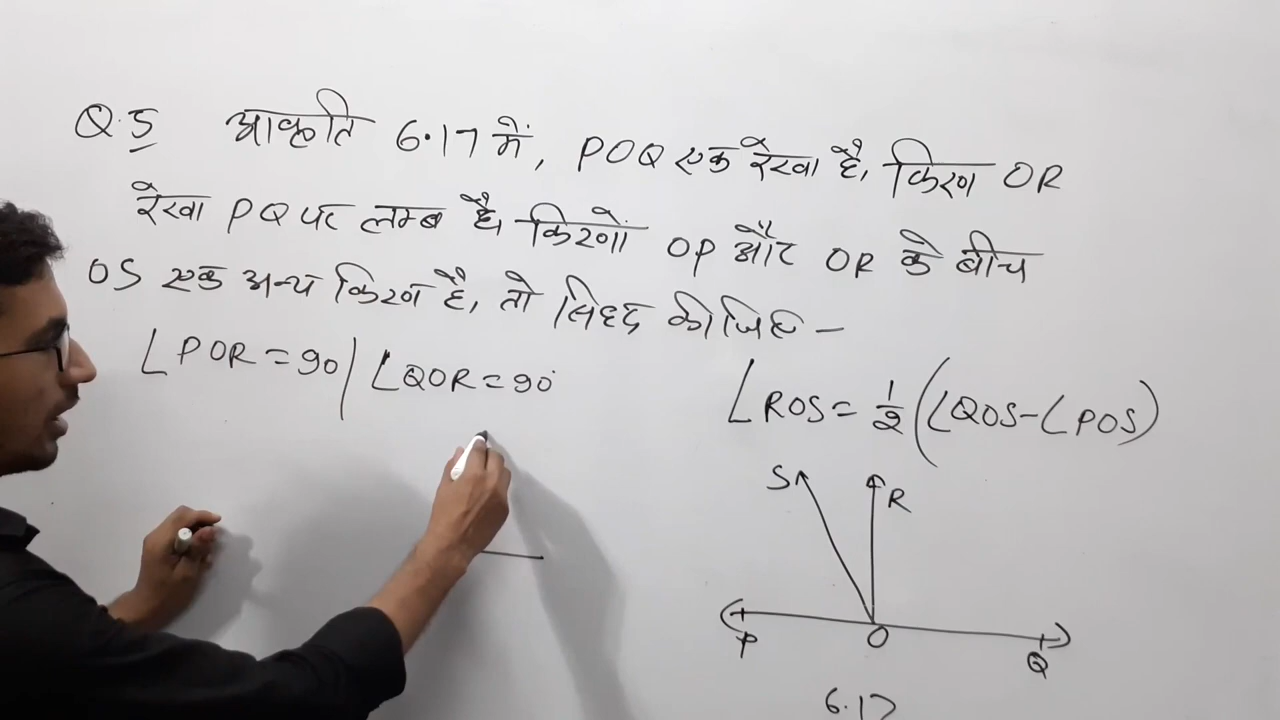 Q.5 आकृति 6.17 में, POQ एक रेखा है, किरण OR
रेखा PQ पर लम्ब है, किरणों OP और OR के बीच
OS एक अन्य किरण है, तो सिध्द कीजिए –
∠POR = 90 | ∠QOR = 90°
∠ROS = 1/2 (∠QOS - ∠POS)
S R
P O Q
6.17